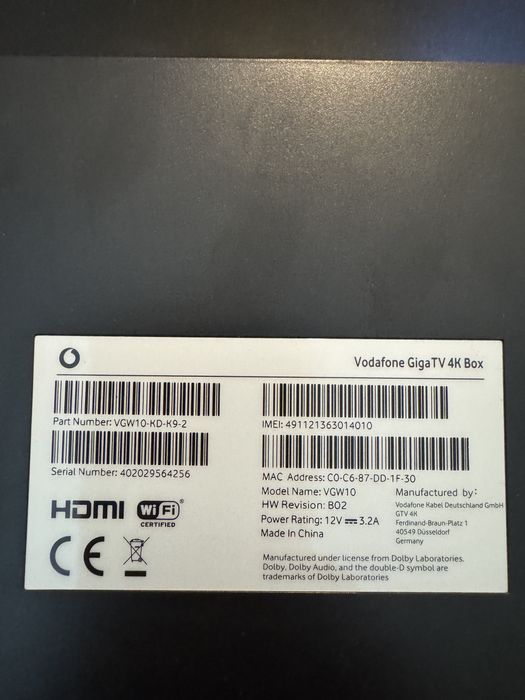 Vodafone GigaTV 4K Box
Part Number: VGW10-KD-K9-2
IMEI: 491121363014010
Serial Number: 402029564256
MAC Address: C0-C6-87-DD-1F-30
Model Name: VGW10
HW Revision: B02
Power Rating: 12V ⎓ 3.2A
Made In China
Manufactured by:
Vodafone Kabel Deutschland GmbH
GTV 4K
Ferdinand-Braun-Platz 1
40549 Düsseldorf
Germany
HDMI WiFi®
CERTIFIED
CE
Manufactured under license from Dolby Laboratories.
Dolby, Dolby Audio, and the double-D symbol are
trademarks of Dolby Laboratories